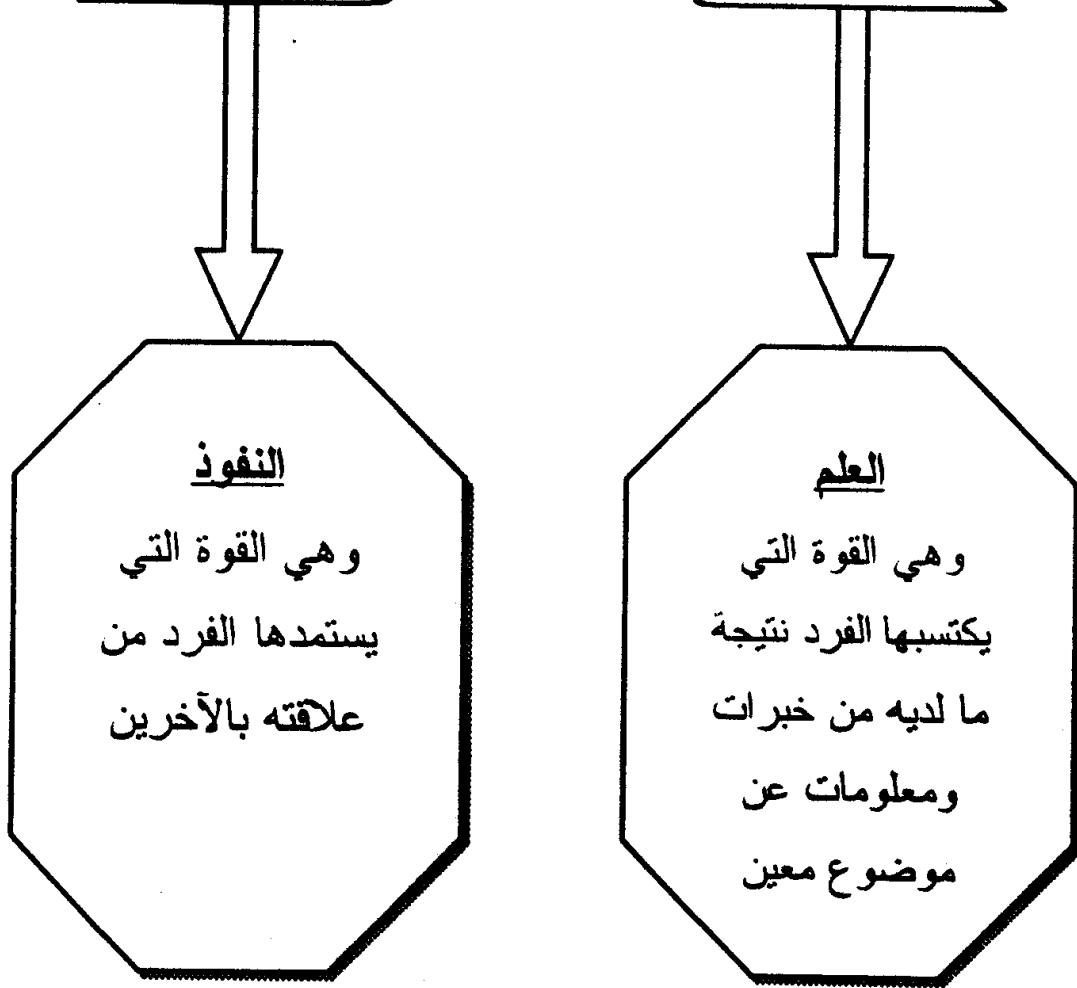 العلم
وهي القوة التي
يكتسبها الفرد نتيجة
ما لديه من خبرات
ومعلومات عن
موضوع معين
النفوذ
وهي القوة التي
يستمدها الفرد من
علاقته بالآخرين